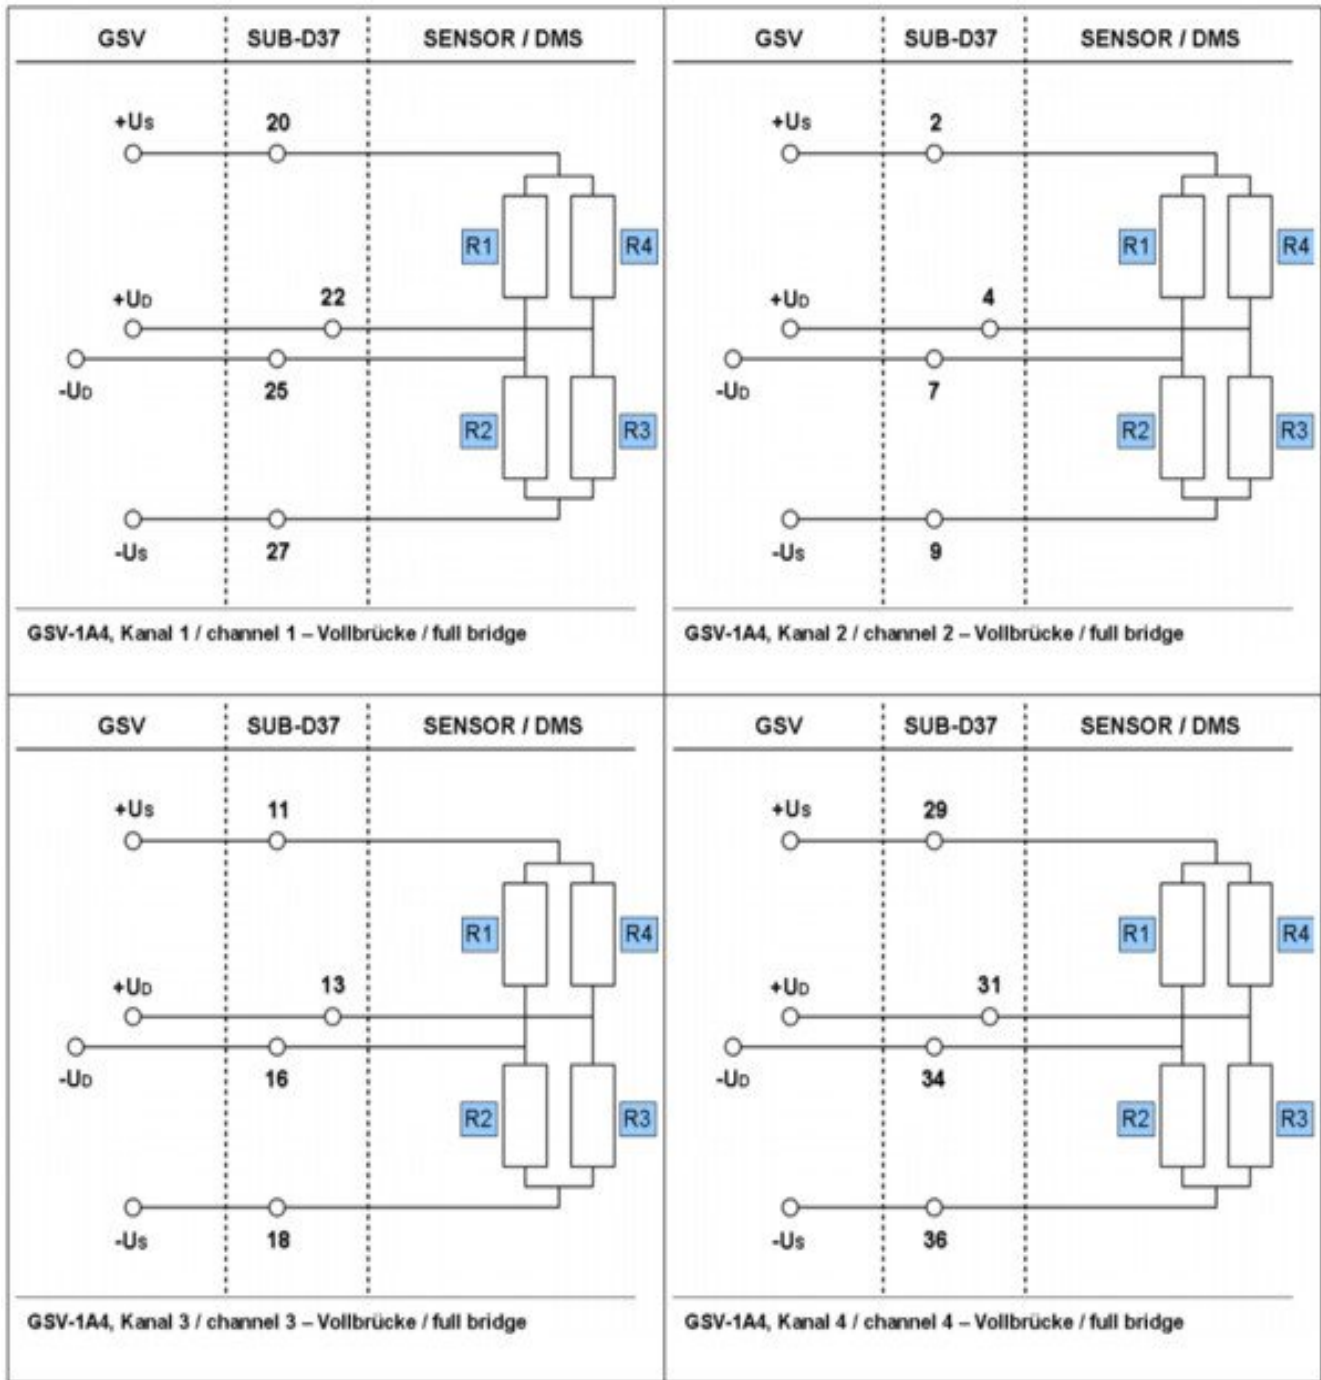 GSV SUB-D37 SENSOR / DMS
+Us 20
R1 R4
+UD 22
-UD 25
R2 R3
-Us 27
GSV-1A4, Kanal 1 / channel 1 – Vollbrücke / full bridge
GSV SUB-D37 SENSOR / DMS
+Us 2
R1 R4
+UD 4
-UD 7
R2 R3
-Us 9
GSV-1A4, Kanal 2 / channel 2 – Vollbrücke / full bridge
GSV SUB-D37 SENSOR / DMS
+Us 11
R1 R4
+UD 13
-UD 16
R2 R3
-Us 18
GSV-1A4, Kanal 3 / channel 3 – Vollbrücke / full bridge
GSV SUB-D37 SENSOR / DMS
+Us 29
R1 R4
+UD 31
-UD 34
R2 R3
-Us 36
GSV-1A4, Kanal 4 / channel 4 – Vollbrücke / full bridge